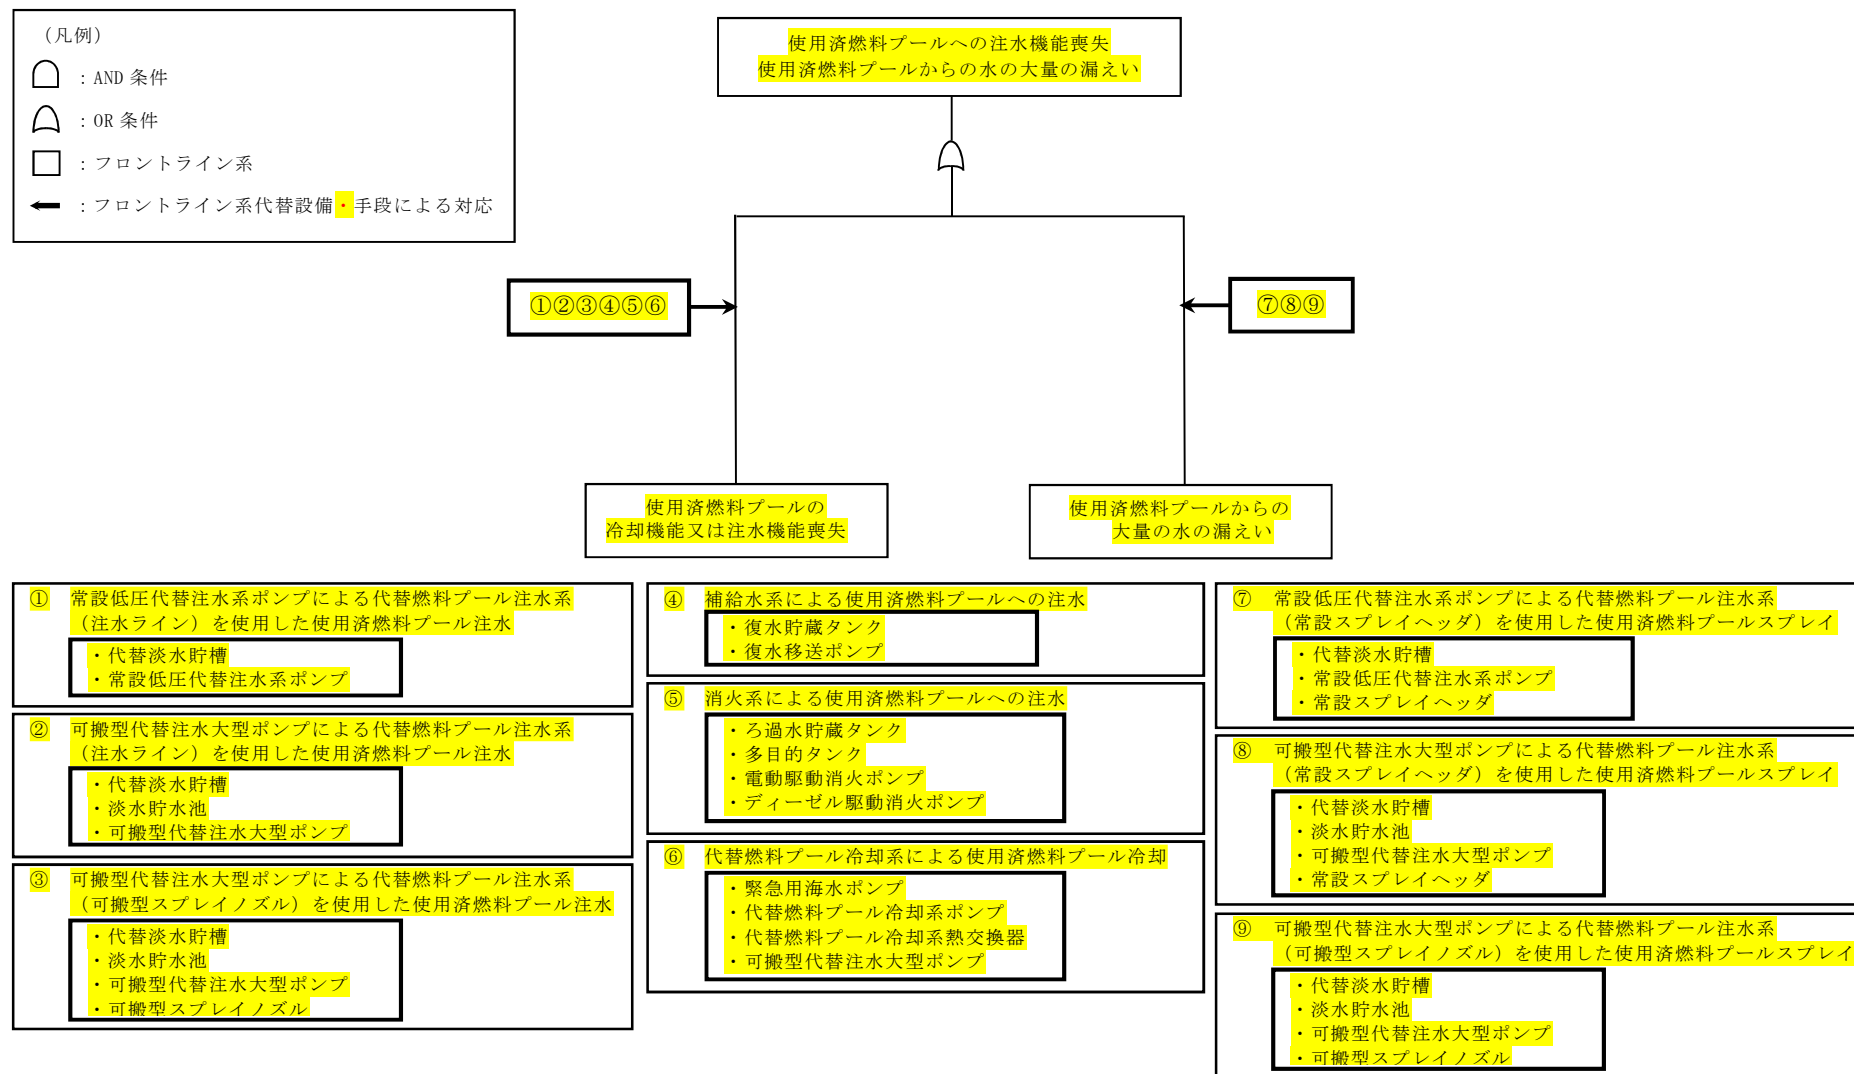 （凡例）
：AND 条件
：OR 条件
：フロントライン系
：フロントライン系代替設備・手段による対応
使用済燃料プールへの注水機能喪失
使用済燃料プールからの水の大量の漏えい
①②③④⑤⑥
⑦⑧⑨
使用済燃料プールの
冷却機能又は注水機能喪失
使用済燃料プールからの
大量の水の漏えい
① 常設低圧代替注水系ポンプによる代替燃料プール注水系
（注水ライン）を使用した使用済燃料プール注水
・代替淡水貯槽
・常設低圧代替注水系ポンプ
② 可搬型代替注水大型ポンプによる代替燃料プール注水系
（注水ライン）を使用した使用済燃料プール注水
・代替淡水貯槽
・淡水貯水池
・可搬型代替注水大型ポンプ
③ 可搬型代替注水大型ポンプによる代替燃料プール注水系
（可搬型スプレイノズル）を使用した使用済燃料プール注水
・代替淡水貯槽
・淡水貯水池
・可搬型代替注水大型ポンプ
・可搬型スプレイノズル
④ 補給水系による使用済燃料プールへの注水
・復水貯蔵タンク
・復水移送ポンプ
⑤ 消火系による使用済燃料プールへの注水
・ろ過水貯蔵タンク
・多目的タンク
・電動駆動消火ポンプ
・ディーゼル駆動消火ポンプ
⑥ 代替燃料プール冷却系による使用済燃料プール冷却
・緊急用海水ポンプ
・代替燃料プール冷却系ポンプ
・代替燃料プール冷却系熱交換器
・可搬型代替注水大型ポンプ
⑦ 常設低圧代替注水系ポンプによる代替燃料プール注水系
（常設スプレイヘッダ）を使用した使用済燃料プールスプレイ
・代替淡水貯槽
・常設低圧代替注水系ポンプ
・常設スプレイヘッダ
⑧ 可搬型代替注水大型ポンプによる代替燃料プール注水系
（常設スプレイヘッダ）を使用した使用済燃料プールスプレイ
・代替淡水貯槽
・淡水貯水池
・可搬型代替注水大型ポンプ
・常設スプレイヘッダ
⑨ 可搬型代替注水大型ポンプによる代替燃料プール注水系
（可搬型スプレイノズル）を使用した使用済燃料プールスプレイ
・代替淡水貯槽
・淡水貯水池
・可搬型代替注水大型ポンプ
・可搬型スプレイノズル